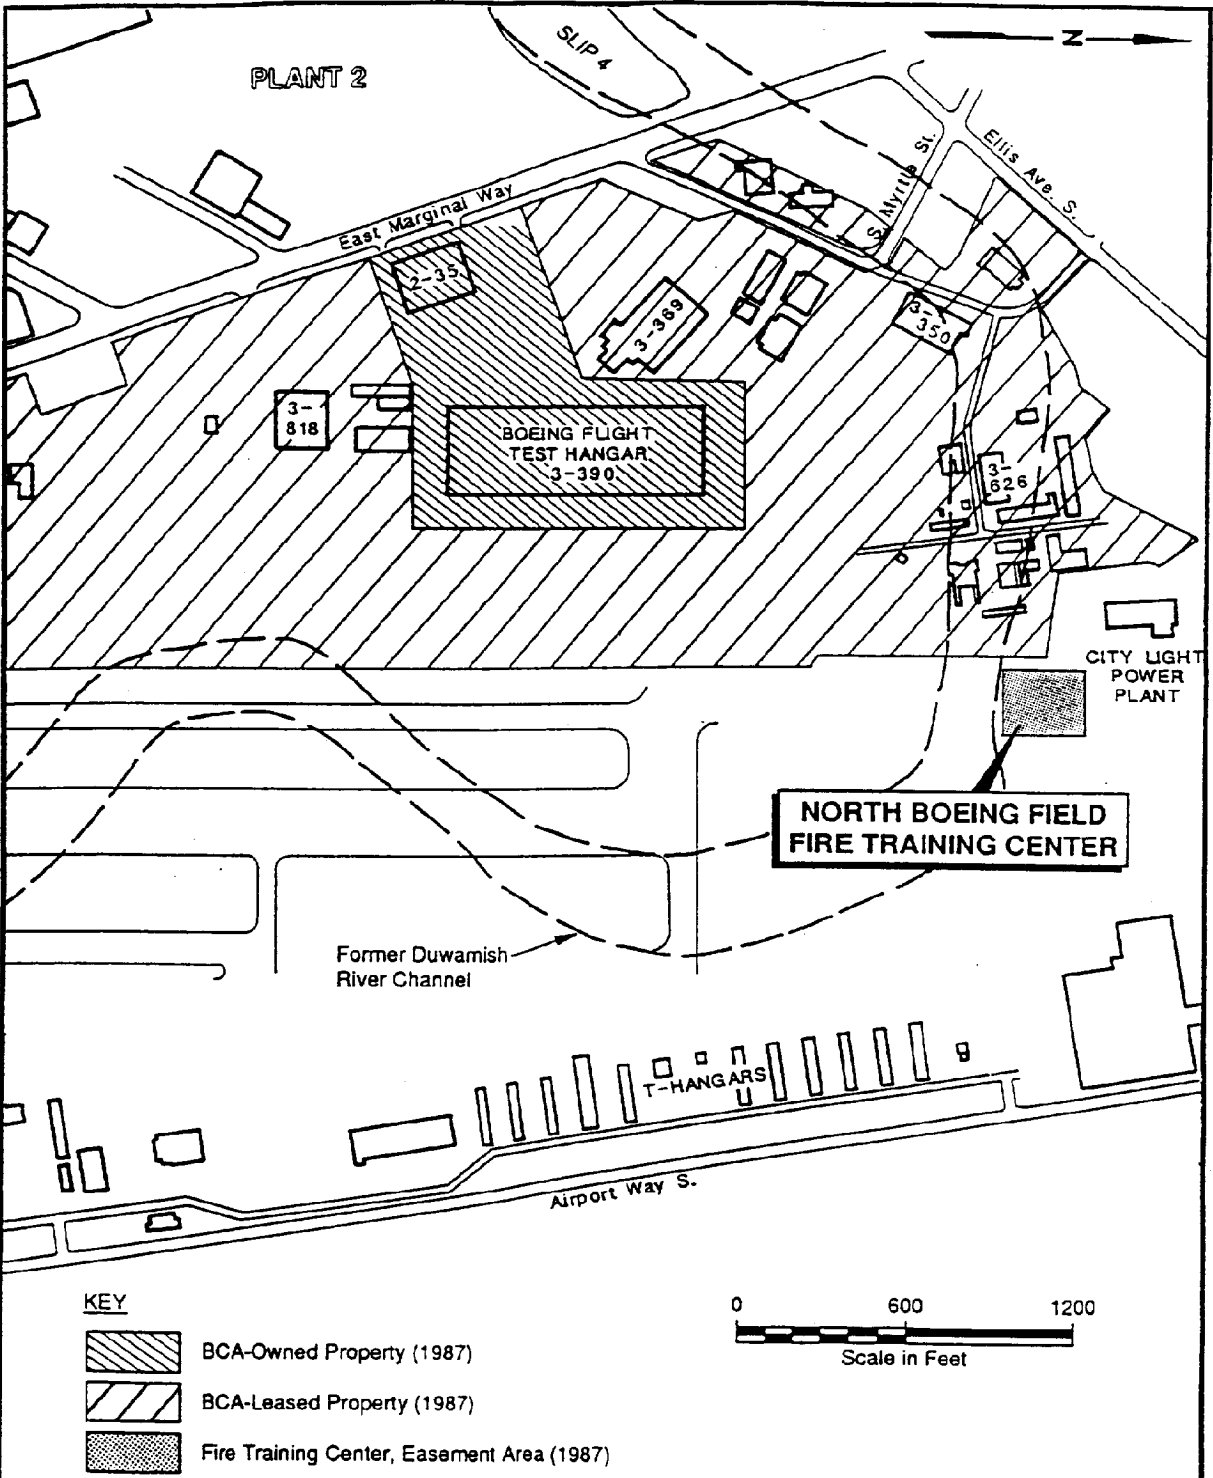 SLIP 4
N
PLANT 2
Ellis Ave. S.
S. Myrtle St.
East Marginal Way
2-35
3-369
3-
350
3-
818
BOEING FLIGHT
TEST HANGAR
3-390
3-
626
CITY LIGHT
POWER
PLANT
NORTH BOEING FIELD
FIRE TRAINING CENTER
Former Duwamish
River Channel
T-HANGARS
Airport Way S.
KEY
BCA-Owned Property (1987)
BCA-Leased Property (1987)
Fire Training Center, Easement Area (1987)
0 600 1200
Scale in Feet